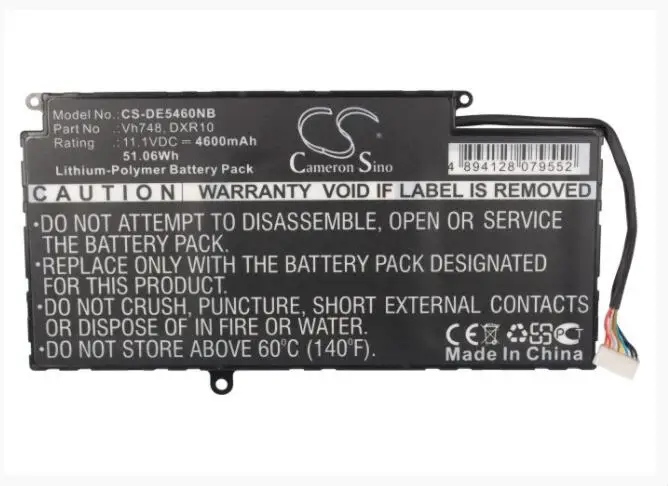 Model No.: CS-DE5460NB
Part No : Vh748, DXR10
Rating : 11.1VDC = 4600mAh
51.06Wh
Lithium-Polymer Battery Pack
CS
Cameron Sino
4 894128 079552
CAUTION WARRANTY VOID IF LABEL IS REMOVED
•DO NOT ATTEMPT TO DISASSEMBLE, OPEN OR SERVICE
THE BATTERY PACK.
•REPLACE ONLY WITH THE BATTERY PACK DESIGNATED
FOR THIS PRODUCT.
•DO NOT CRUSH, PUNCTURE, SHORT EXTERNAL CONTACTS
OR DISPOSE OF IN FIRE OR WATER.
•DO NOT STORE ABOVE 60°C (140°F).
CE PCT
Made In China